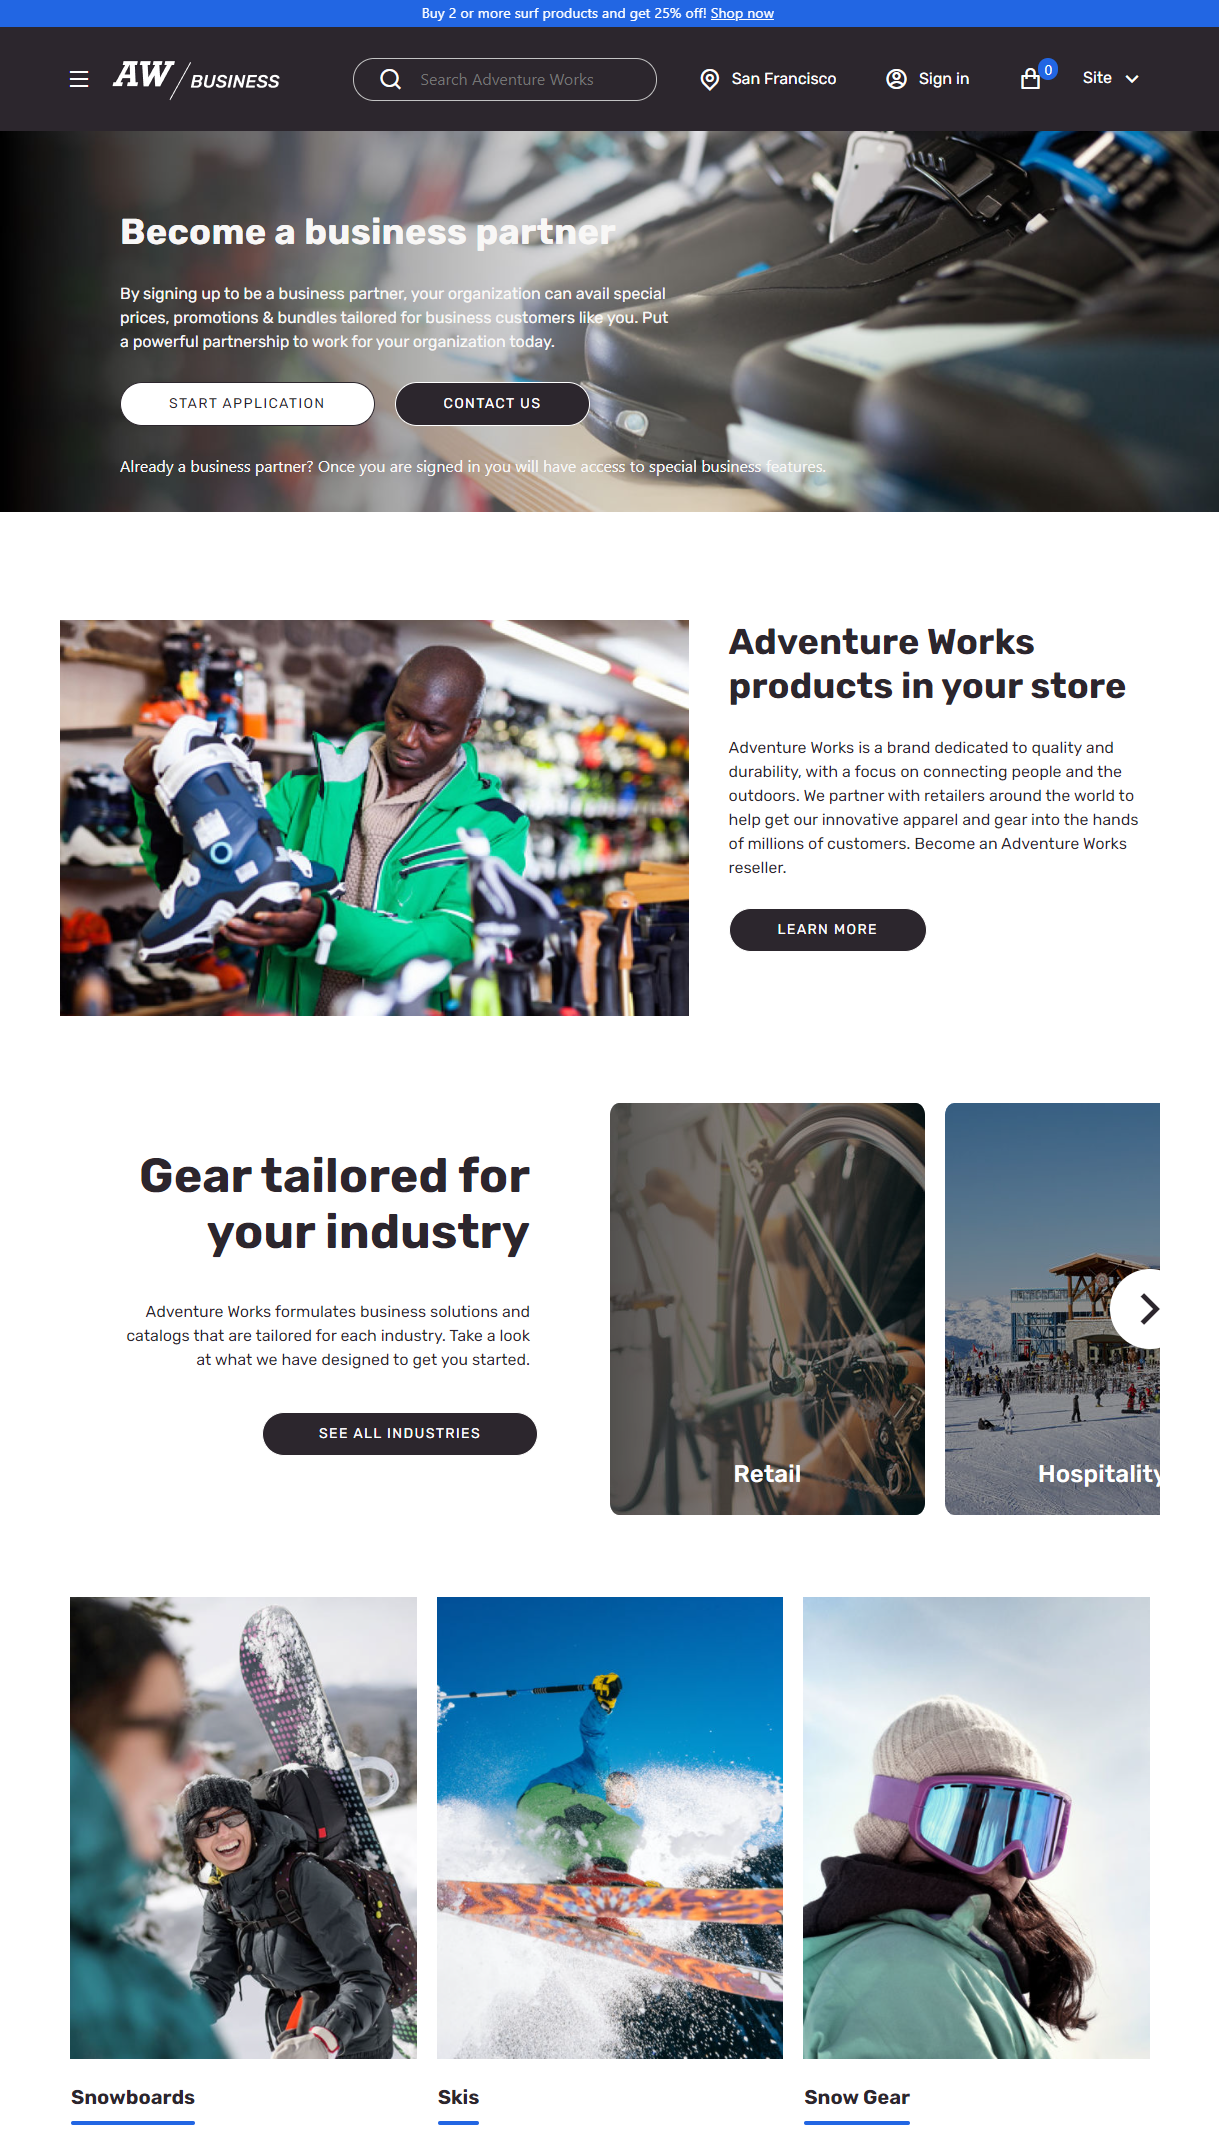 Buy 2 or more surf products and get 25% off! Shop now
AW/BUSINESS
Search Adventure Works
San Francisco
Sign in
0
Site
Become a business partner
By signing up to be a business partner, your organization can avail special
prices, promotions & bundles tailored for business customers like you. Put
a powerful partnership to work for your organization today.
START APPLICATION
CONTACT US
Already a business partner? Once you are signed in you will have access to special business features.
Adventure Works
products in your store
Adventure Works is a brand dedicated to quality and
durability, with a focus on connecting people and the
outdoors. We partner with retailers around the world to
help get our innovative apparel and gear into the hands
of millions of customers. Become an Adventure Works
reseller.
LEARN MORE
Gear tailored for
your industry
Adventure Works formulates business solutions and
catalogs that are tailored for each industry. Take a look
at what we have designed to get you started.
SEE ALL INDUSTRIES
Retail
Hospitality
Snowboards
Skis
Snow Gear